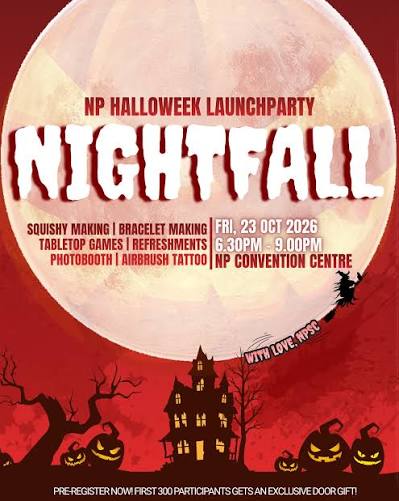 NP HALLOWEEK LAUNCHPARTY
NIGHTFALL
SQUISHY MAKING | BRACELET MAKING
TABLETOP GAMES | REFRESHMENTS
PHOTOBOOTH | AIRBRUSH TATTOO
FRI, 23 OCT 2026
6.30PM - 9.00PM
NP CONVENTION CENTRE
WITH LOVE, NPSC
PRE-REGISTER NOW! FIRST 300 PARTICIPANTS GETS AN EXCLUSIVE DOOR GIFT!